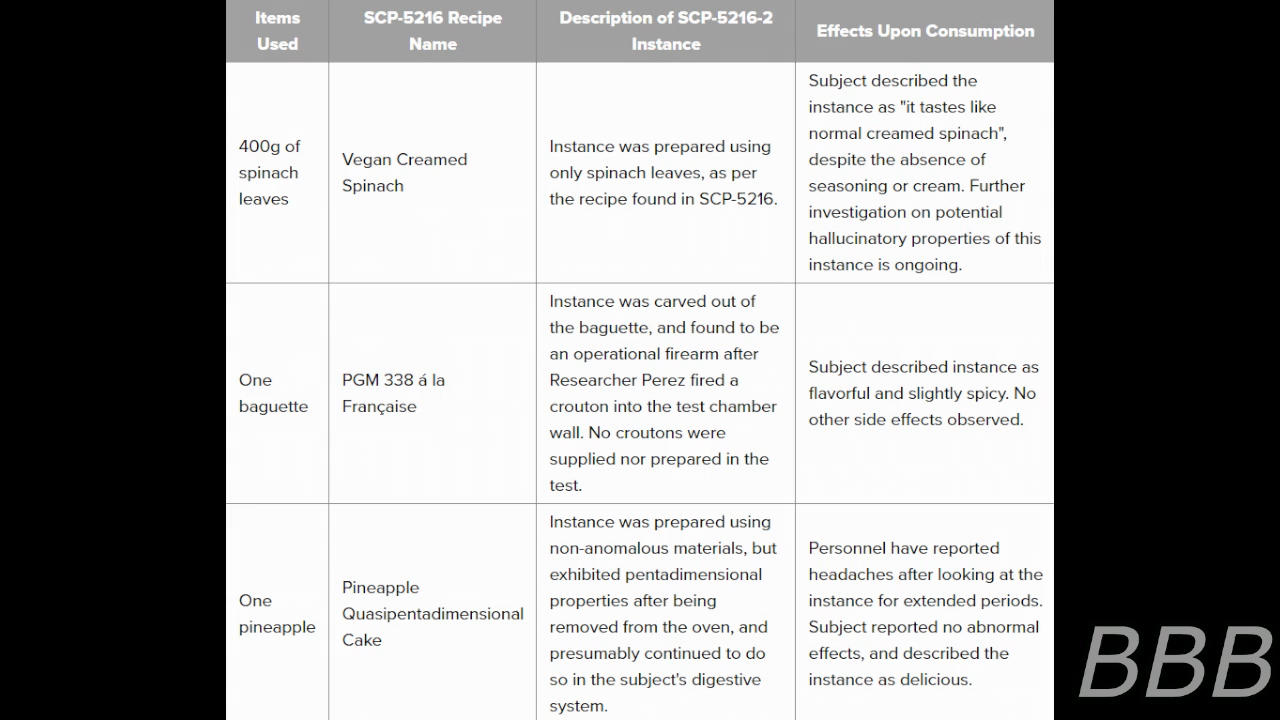 Items
Used
SCP-5216 Recipe
Name
Description of SCP-5216-2
Instance
Effects Upon Consumption
400g of
spinach
leaves
Vegan Creamed
Spinach
Instance was prepared using
only spinach leaves, as per
the recipe found in SCP-5216.
Subject described the
instance as "it tastes like
normal creamed spinach",
despite the absence of
seasoning or cream. Further
investigation on potential
hallucinatory properties of this
instance is ongoing.
One
baguette
PGM 338 á la
Française
Instance was carved out of
the baguette, and found to be
an operational firearm after
Researcher Perez fired a
crouton into the test chamber
wall. No croutons were
supplied nor prepared in the
test.
Subject described instance as
flavorful and slightly spicy. No
other side effects observed.
One
pineapple
Pineapple
Quasipentadimensional
Cake
Instance was prepared using
non-anomalous materials, but
exhibited pentadimensional
properties after being
removed from the oven, and
presumably continued to do
so in the subject's digestive
system.
Personnel have reported
headaches after looking at the
instance for extended periods.
Subject reported no abnormal
effects, and described the
instance as delicious.
BBB